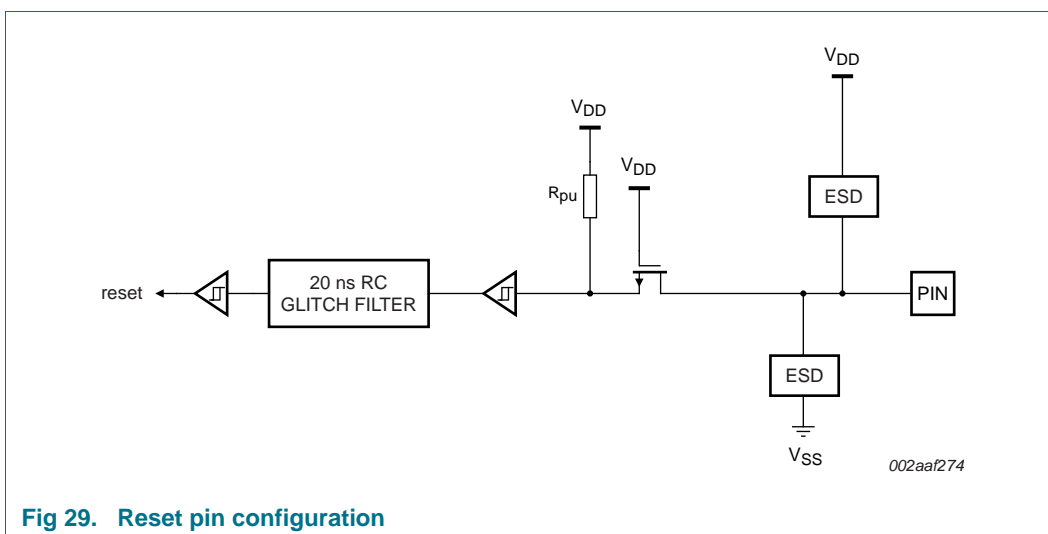 VDD
VDD
VDD
Rpu
ESD
reset
20 ns RC
GLITCH FILTER
PIN
ESD
VSS
002aaf274
Fig 29. Reset pin configuration